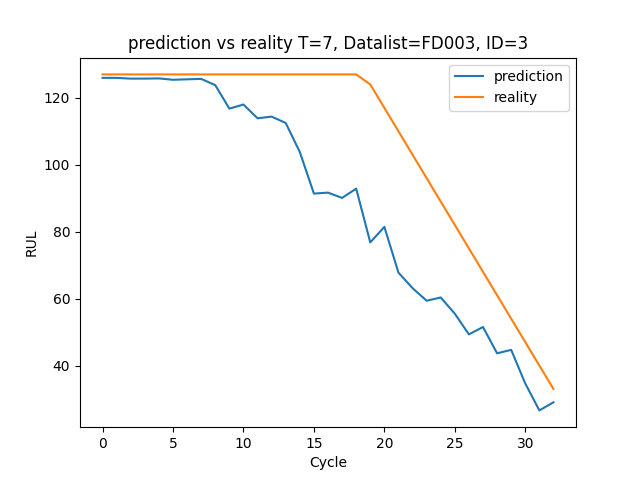 prediction vs reality T=7, Datalist=FD003, ID=3
prediction
reality
RUL
120
100
80
60
40
0 5 10 15 20 25 30
Cycle